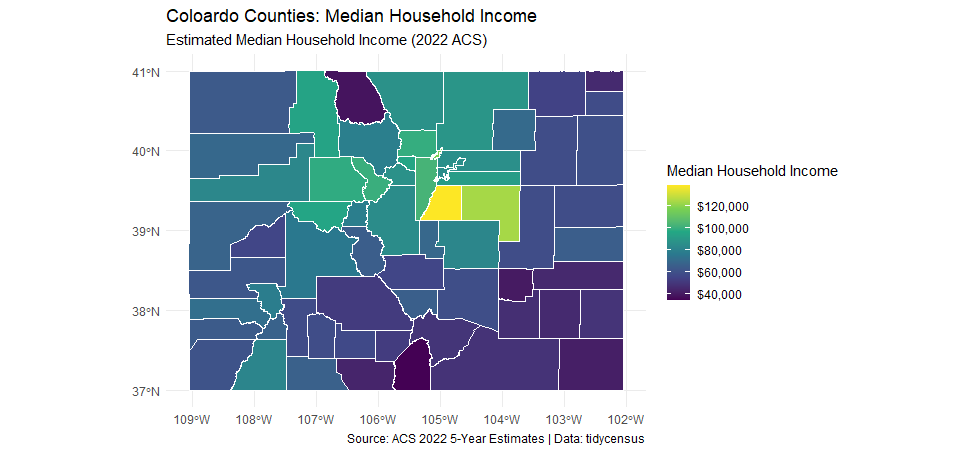 Coloardo Counties: Median Household Income
Estimated Median Household Income (2022 ACS)
41°N
40°N
39°N
38°N
37°N
109°W 108°W 107°W 106°W 105°W 104°W 103°W 102°W
Median Household Income
$120,000
$100,000
$80,000
$60,000
$40,000
Source: ACS 2022 5-Year Estimates | Data: tidycensus